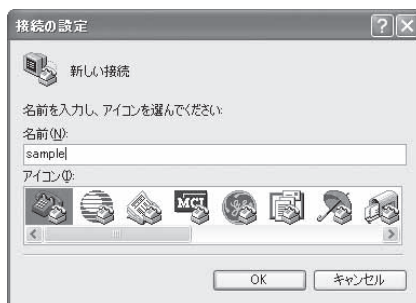 接続の設定
新しい接続
名前を入力し、アイコンを選んでください:
名前(N):
sample
アイコン(I):
MCI
OK
キャンセル